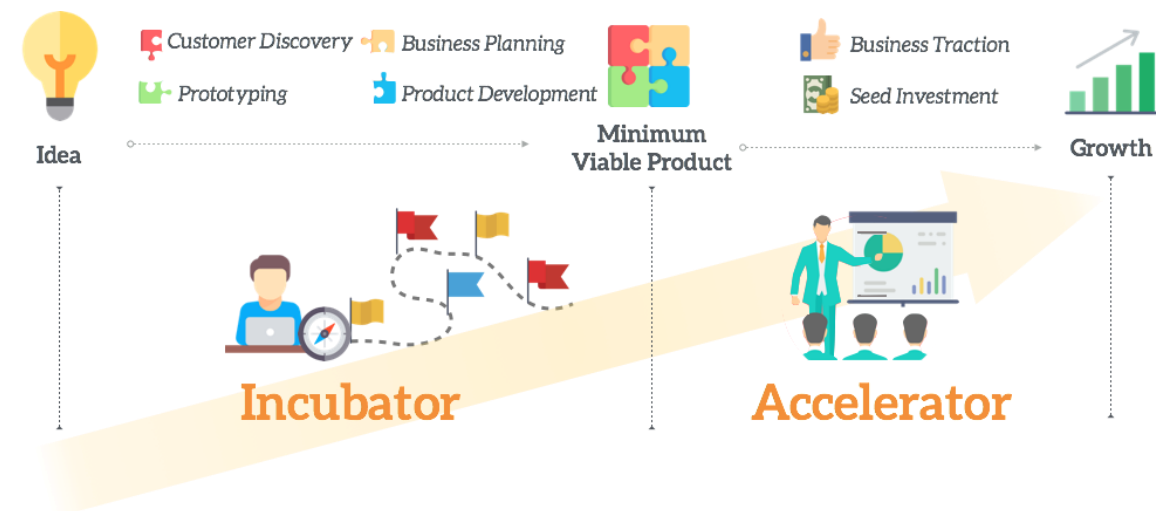 Customer Discovery
Business Planning
Prototyping
Product Development
Business Traction
Seed Investment
Idea
Minimum
Viable Product
Growth
Incubator
Accelerator